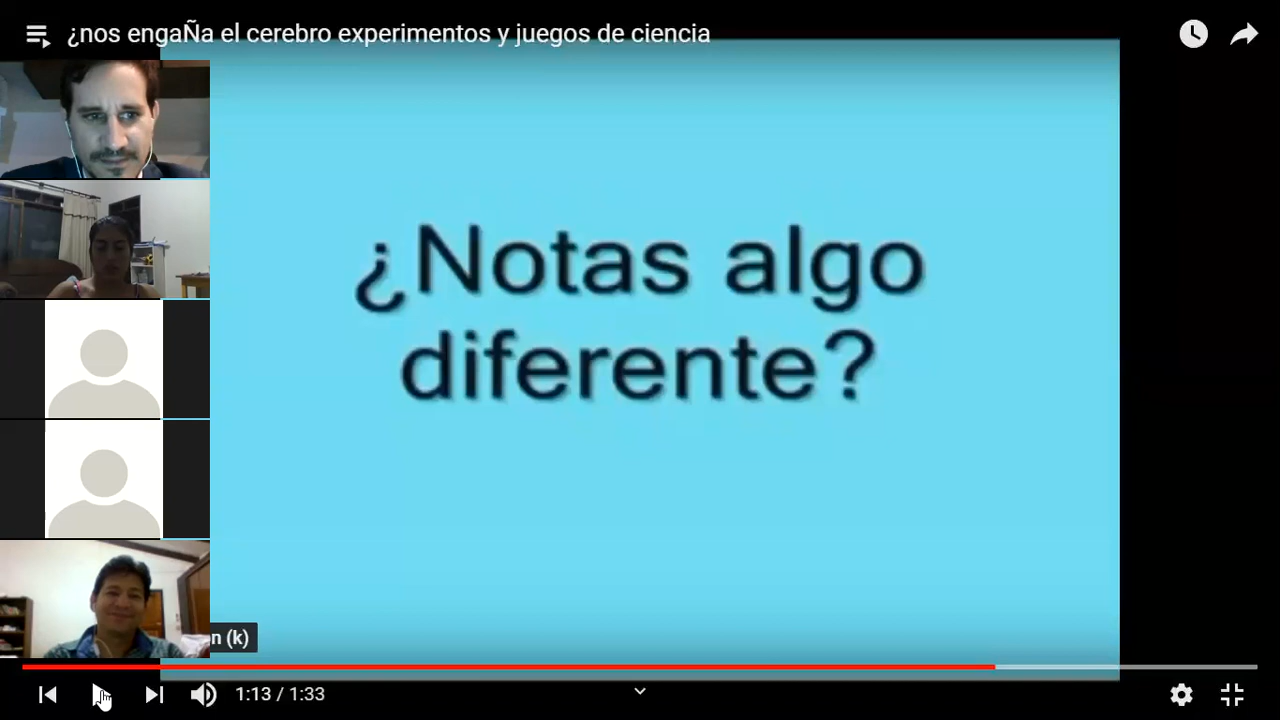 ¿nos engaÑa el cerebro experimentos y juegos de ciencia
¿Notas algo
diferente?
n (k)
1:13 / 1:33